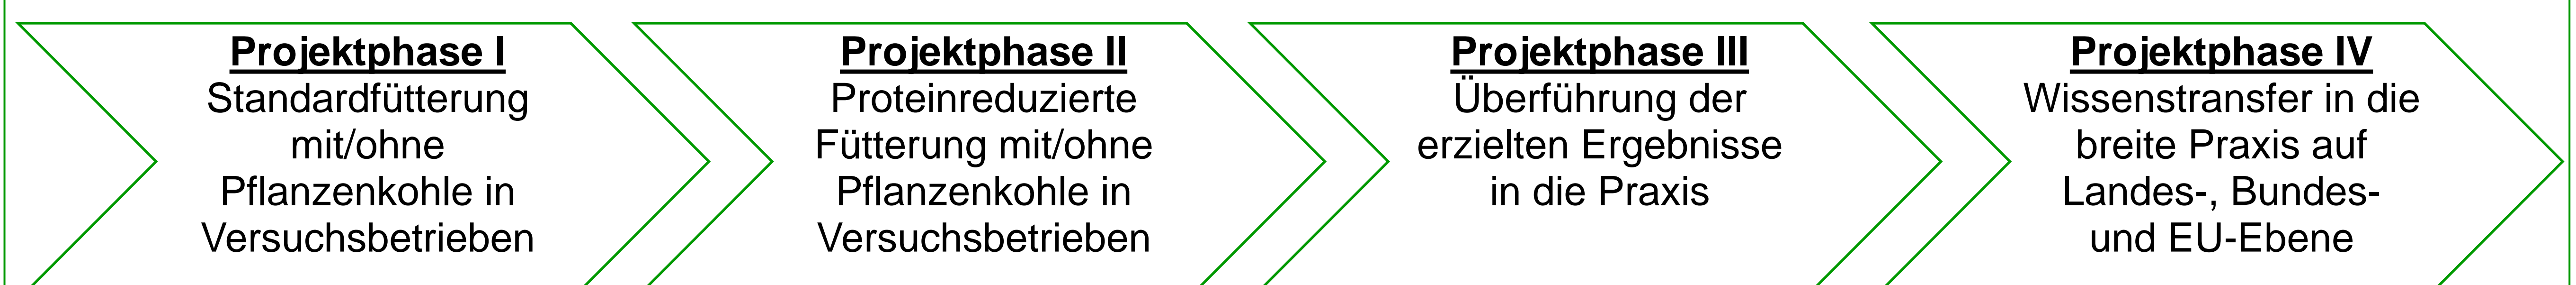 Projektphase I
Standardfütterung
mit/ohne
Pflanzenkohle in
Versuchsbetrieben
Projektphase II
Proteinreduzierte
Fütterung mit/ohne
Pflanzenkohle in
Versuchsbetrieben
Projektphase III
Überführung der
erzielten Ergebnisse
in die Praxis
Projektphase IV
Wissenstransfer in die
breite Praxis auf
Landes-, Bundes-
und EU-Ebene